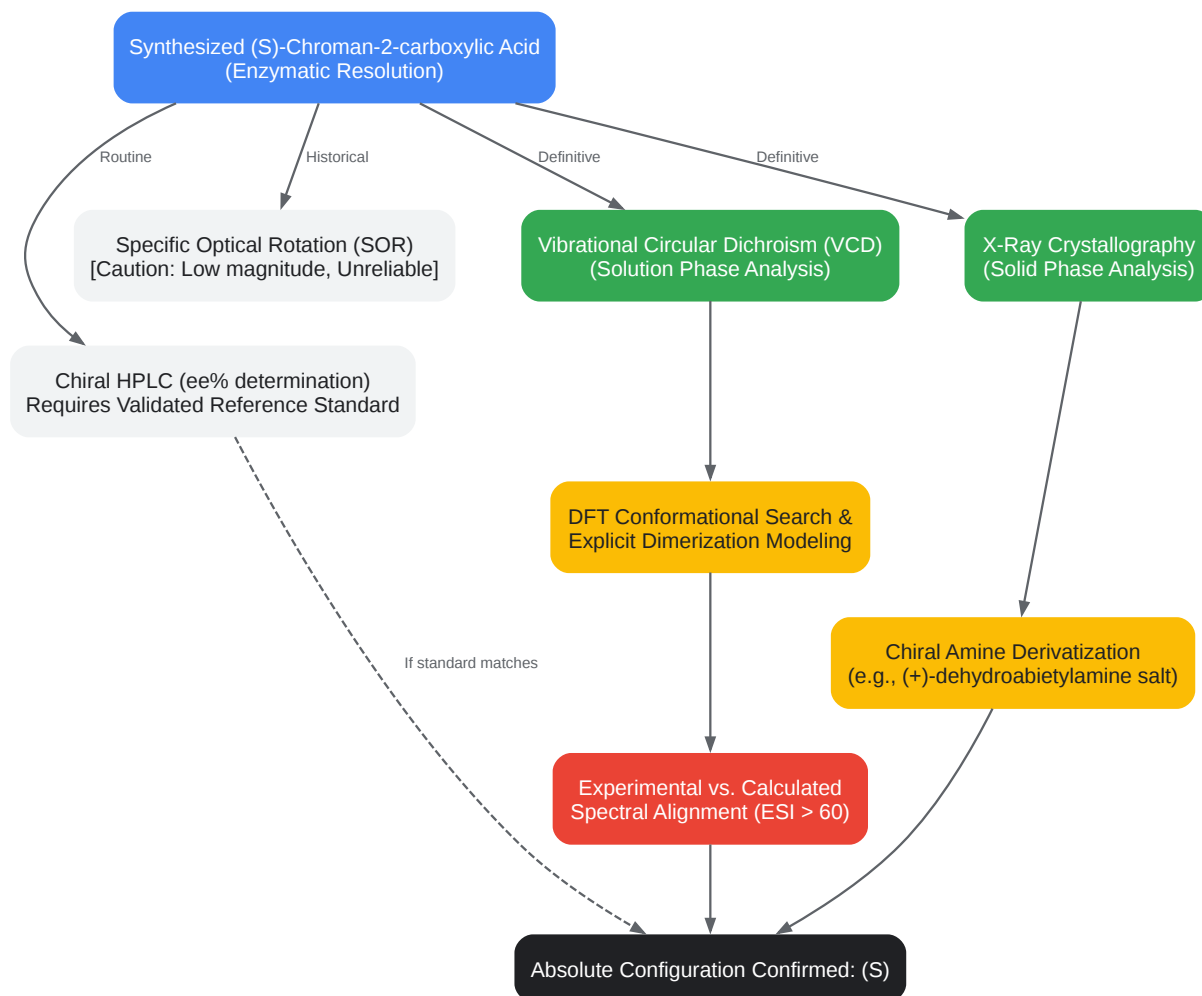 Synthesized (S)-Chroman-2-carboxylic Acid
(Enzymatic Resolution)
Routine
Historical
Definitive
Definitive
Specific Optical Rotation (SOR)
[Caution: Low magnitude, Unreliable]
Vibrational Circular Dichroism (VCD)
(Solution Phase Analysis)
X-Ray Crystallography
(Solid Phase Analysis)
Chiral HPLC (ee% determination)
Requires Validated Reference Standard
DFT Conformational Search &
Explicit Dimerization Modeling
If standard matches
Chiral Amine Derivatization
(e.g., (+)-dehydroabietylamine salt)
Experimental vs. Calculated
Spectral Alignment (ESI > 60)
Absolute Configuration Confirmed: (S)